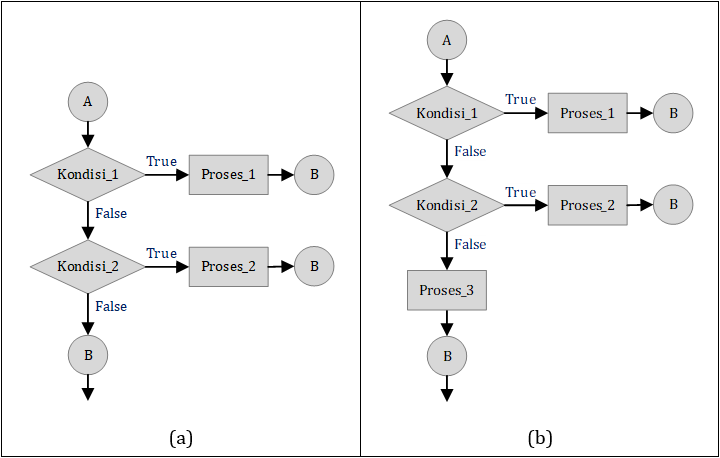 A
Kondisi_1
True
Proses_1
B
False
Kondisi_2
True
Proses_2
B
False
B
(a)
A
Kondisi_1
True
Proses_1
B
False
Kondisi_2
True
Proses_2
B
False
Proses_3
B
(b)